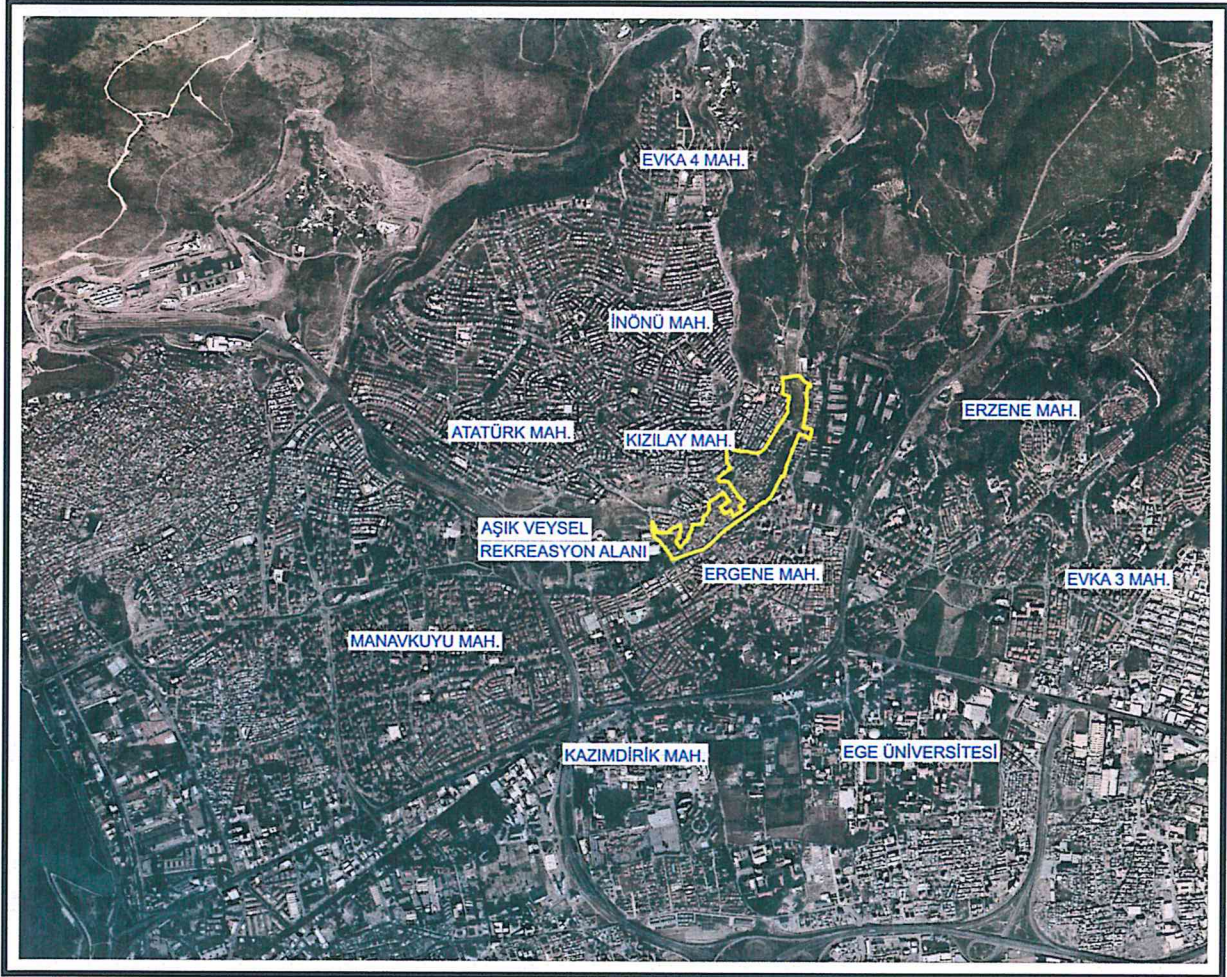 EVKA 4 MAH.
İNÖNÜ MAH.
ERZENE MAH.
ATATÜRK MAH.
KIZILAY MAH.
AŞIK VEYSEL
REKREASYON ALANI
ERGENE MAH.
EVKA 3 MAH.
MANAVKUYU MAH.
KAZIMDİRİK MAH.
EGE ÜNİVERSİTESİ